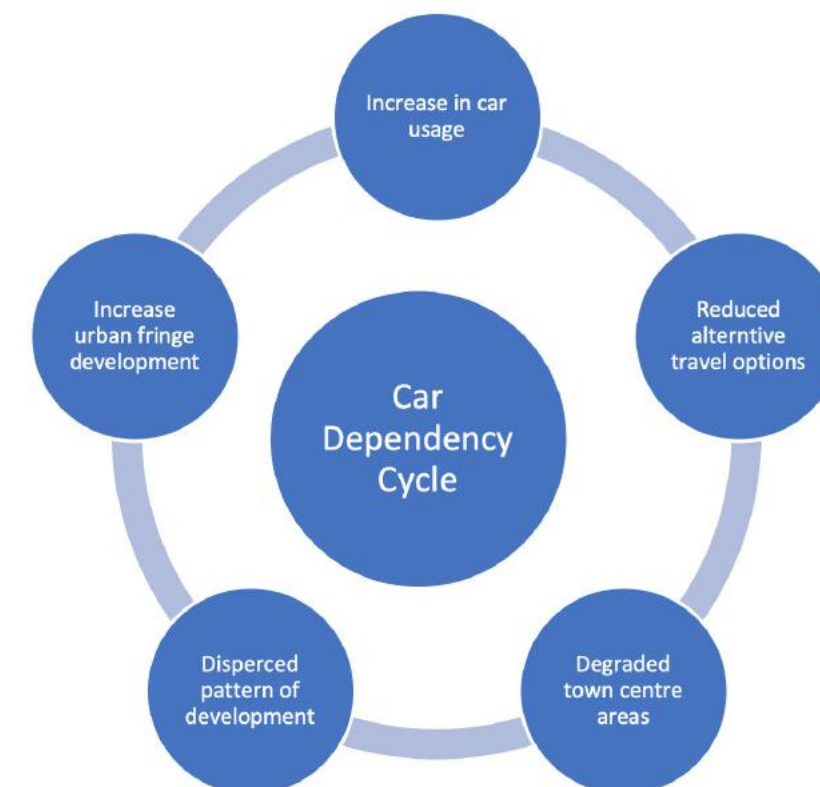 Increase in car
usage
Reduced
alterntive
travel options
Degraded
town centre
areas
Disperced
pattern of
development
Increase
urban fringe
development
Car
Dependency
Cycle